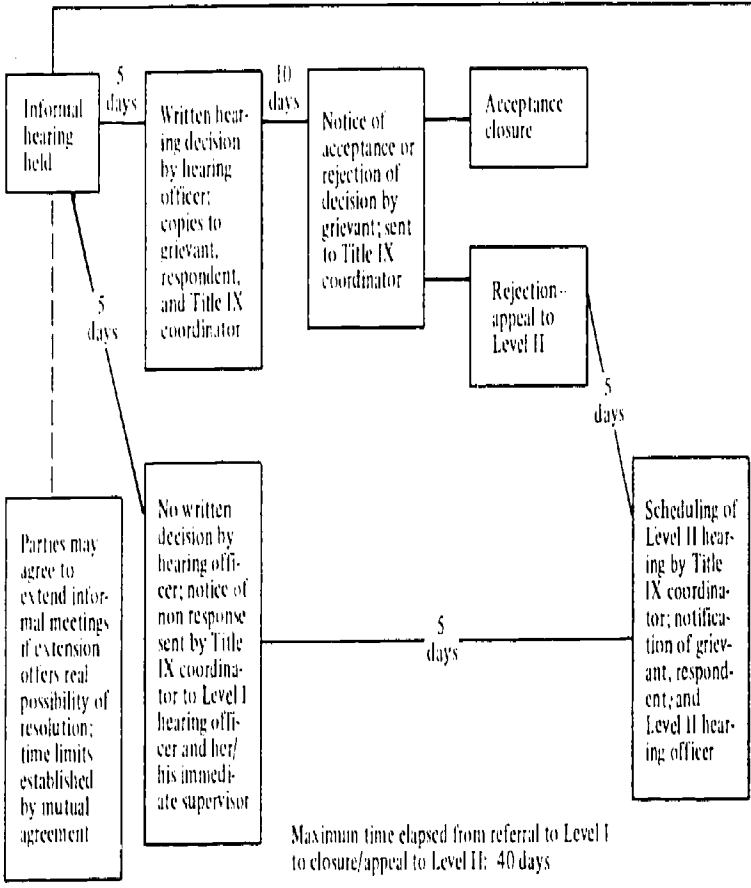 Informal
hearing
held
5
days
Written hear-
ing decision
by hearing
officer;
copies to
grievant,
respondent,
and Title IX
coordinator
10
days
Notice of
acceptance or
rejection of
decision by
grievant; sent
to Title IX
coordinator
Acceptance
closure
Rejection--
appeal to
Level II
5
days
5
days
Parties may
agree to
extend infor-
mal meetings
if extension
offers real
possibility of
resolution;
time limits
established
by mutual
agreement
No written
decision by
hearing offi-
cer; notice of
non response
sent by Title
IX coordina-
tor to Level I
hearing offi-
cer and her/
his immedi-
ate supervisor
5
days
Scheduling of
Level II hear-
ing by Title
IX coordina-
tor; notifica-
tion of griev-
ant, respond-
ent; and
Level II hear-
ing officer
Maximun time elapsed from referral to Level I
to closure/appeal to Level II: 40 days